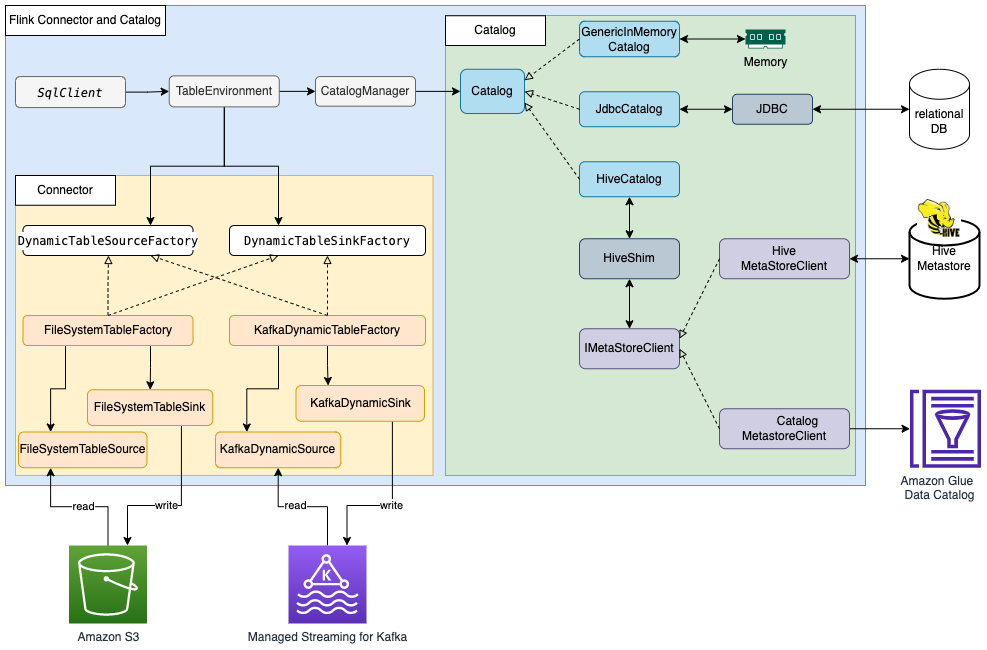 Flink Connector and Catalog
Catalog
GenericInMemory
Catalog
Memory
SqlClient
TableEnvironment
CatalogManager
Catalog
JdbcCatalog
JDBC
relational
DB
Connector
HiveCatalog
DynamicTableSourceFactory
DynamicTableSinkFactory
HiveShim
Hive
MetaStoreClient
HIVE
Hive
Metastore
FileSystemTableFactory
KafkaDynamicTableFactory
IMetaStoreClient
FileSystemTableSink
KafkaDynamicSink
FileSystemTableSource
KafkaDynamicSource
Catalog
MetastoreClient
Amazon Glue
Data Catalog
read
write
read
write
K
Amazon S3
Managed Streaming for Kafka